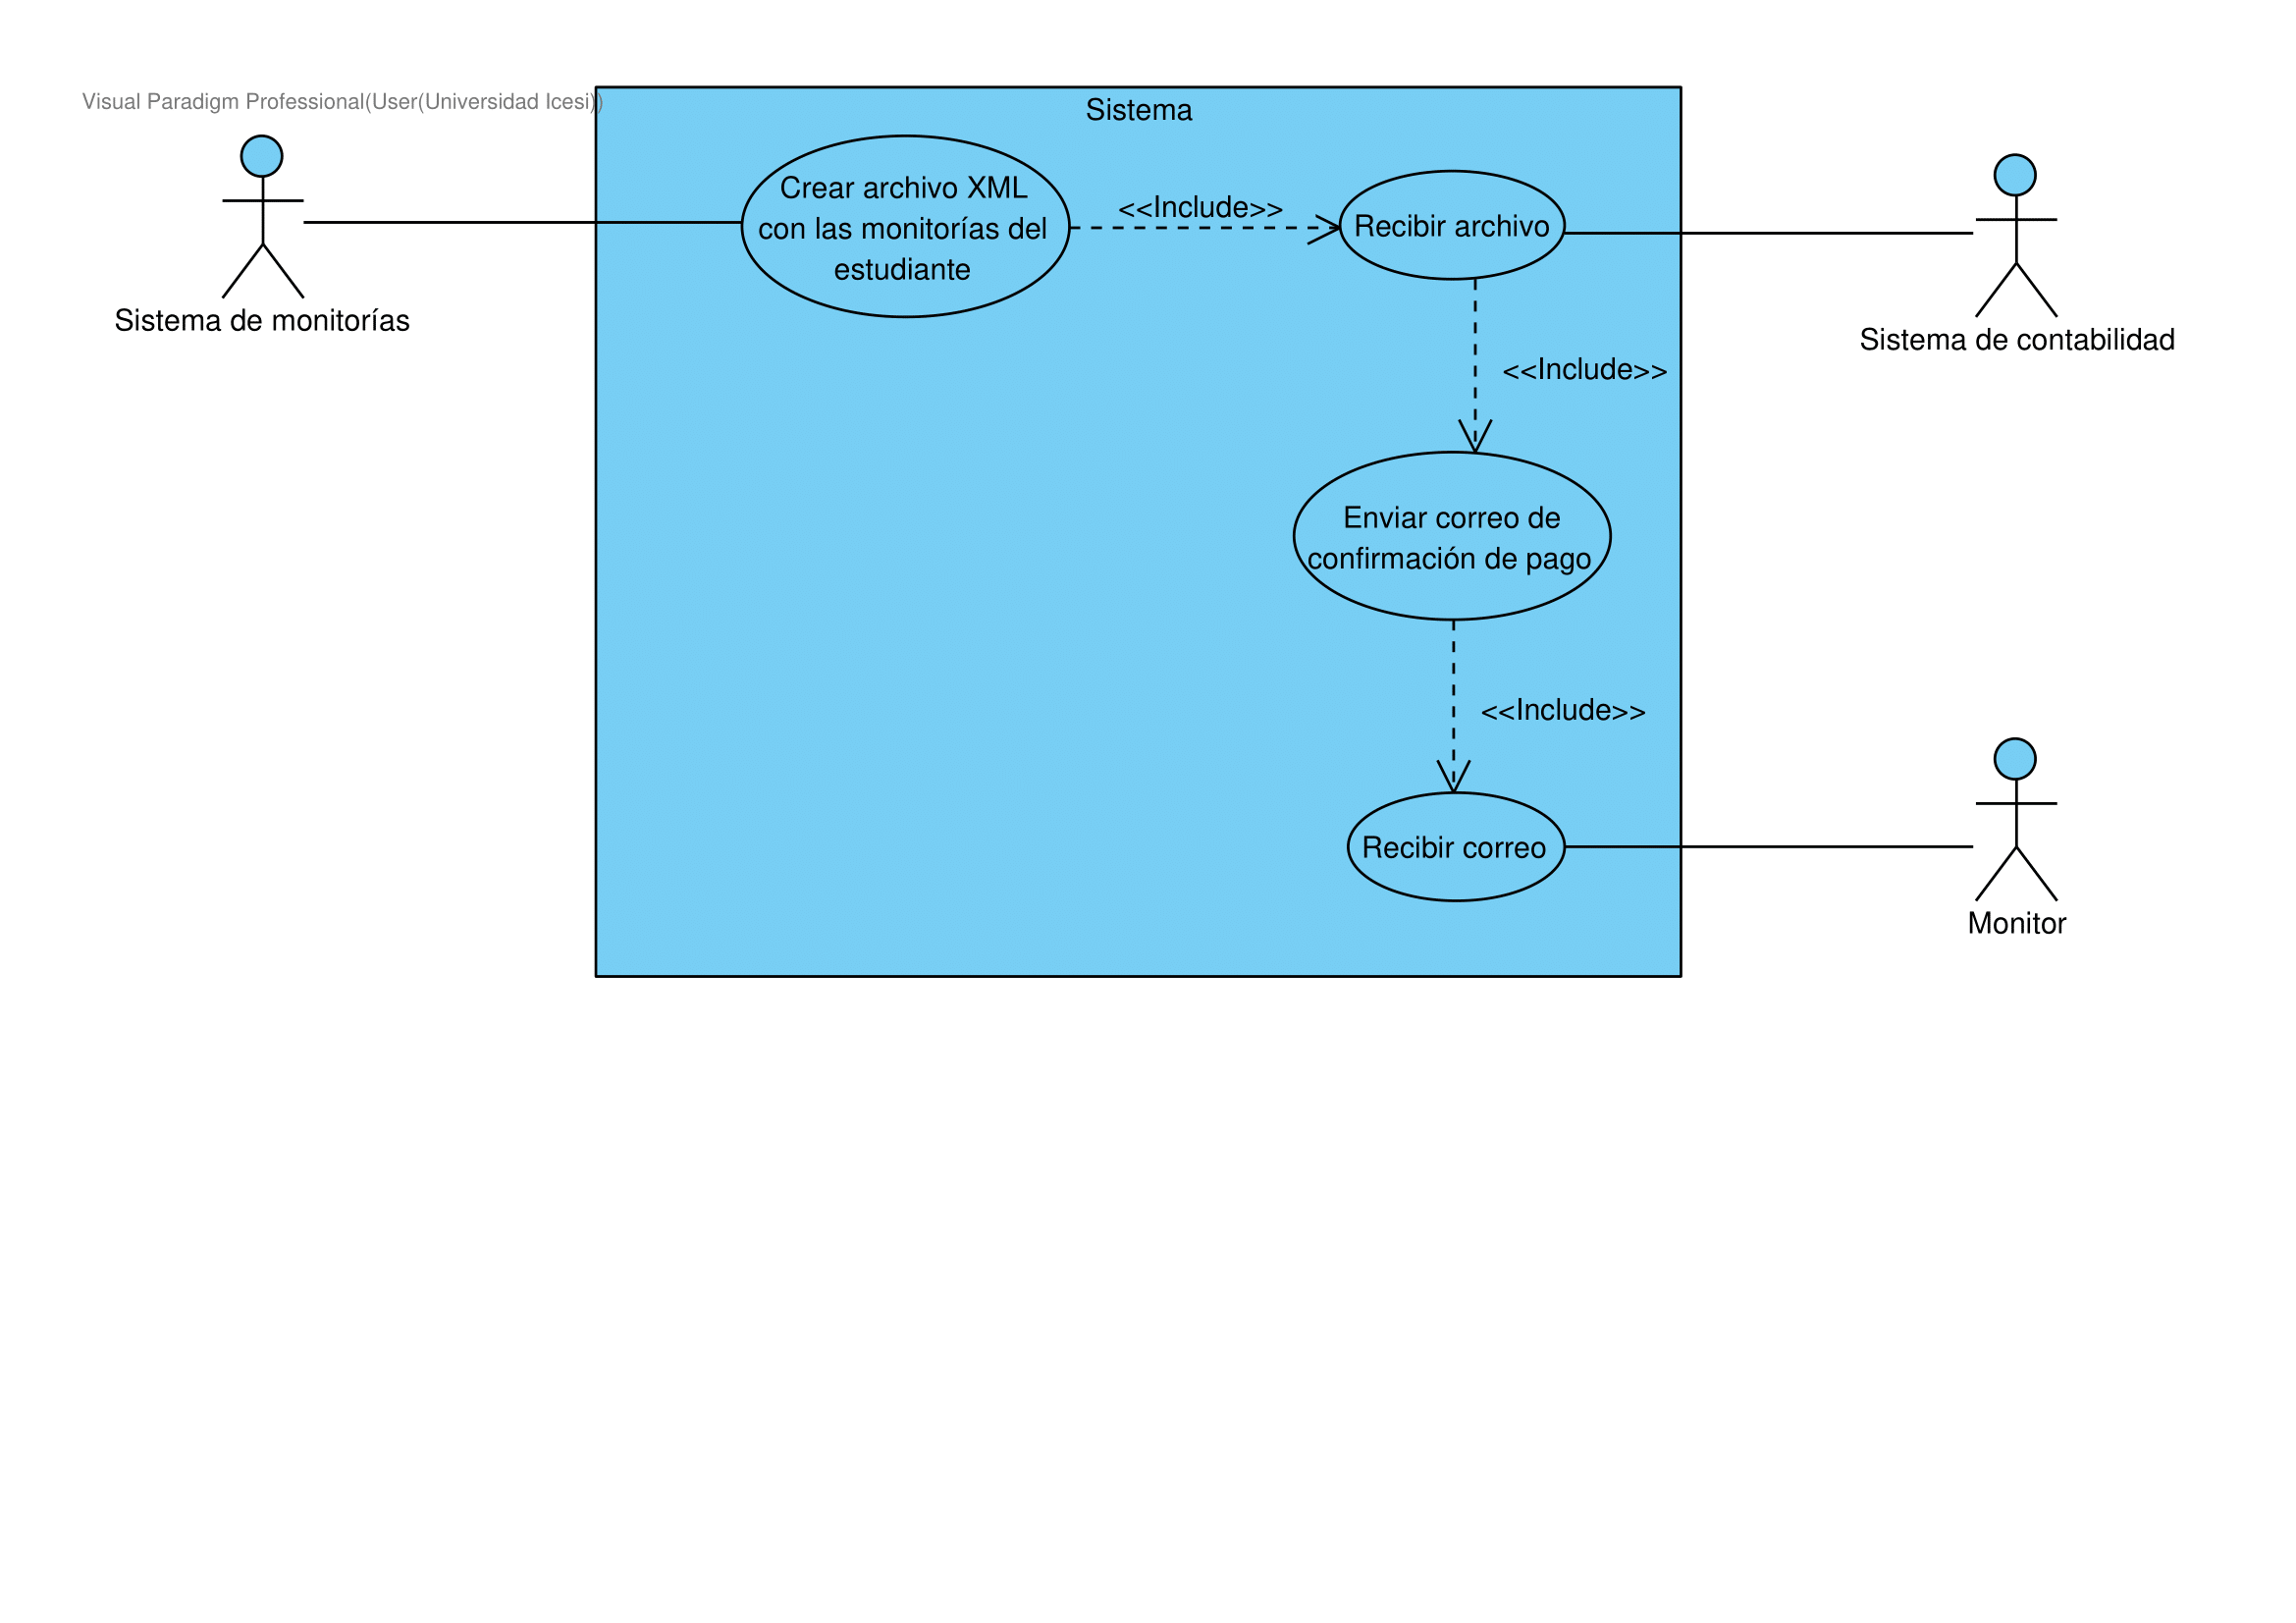 Visual Paradigm Professional(User(Universidad Icesi))
Sistema
Crear archivo XML
con las monitorías del
estudiante
<<Include>>
Recibir archivo
Sistema de monitorías
Sistema de contabilidad
<<Include>>
Enviar correo de
confirmación de pago
<<Include>>
Recibir correo
Monitor